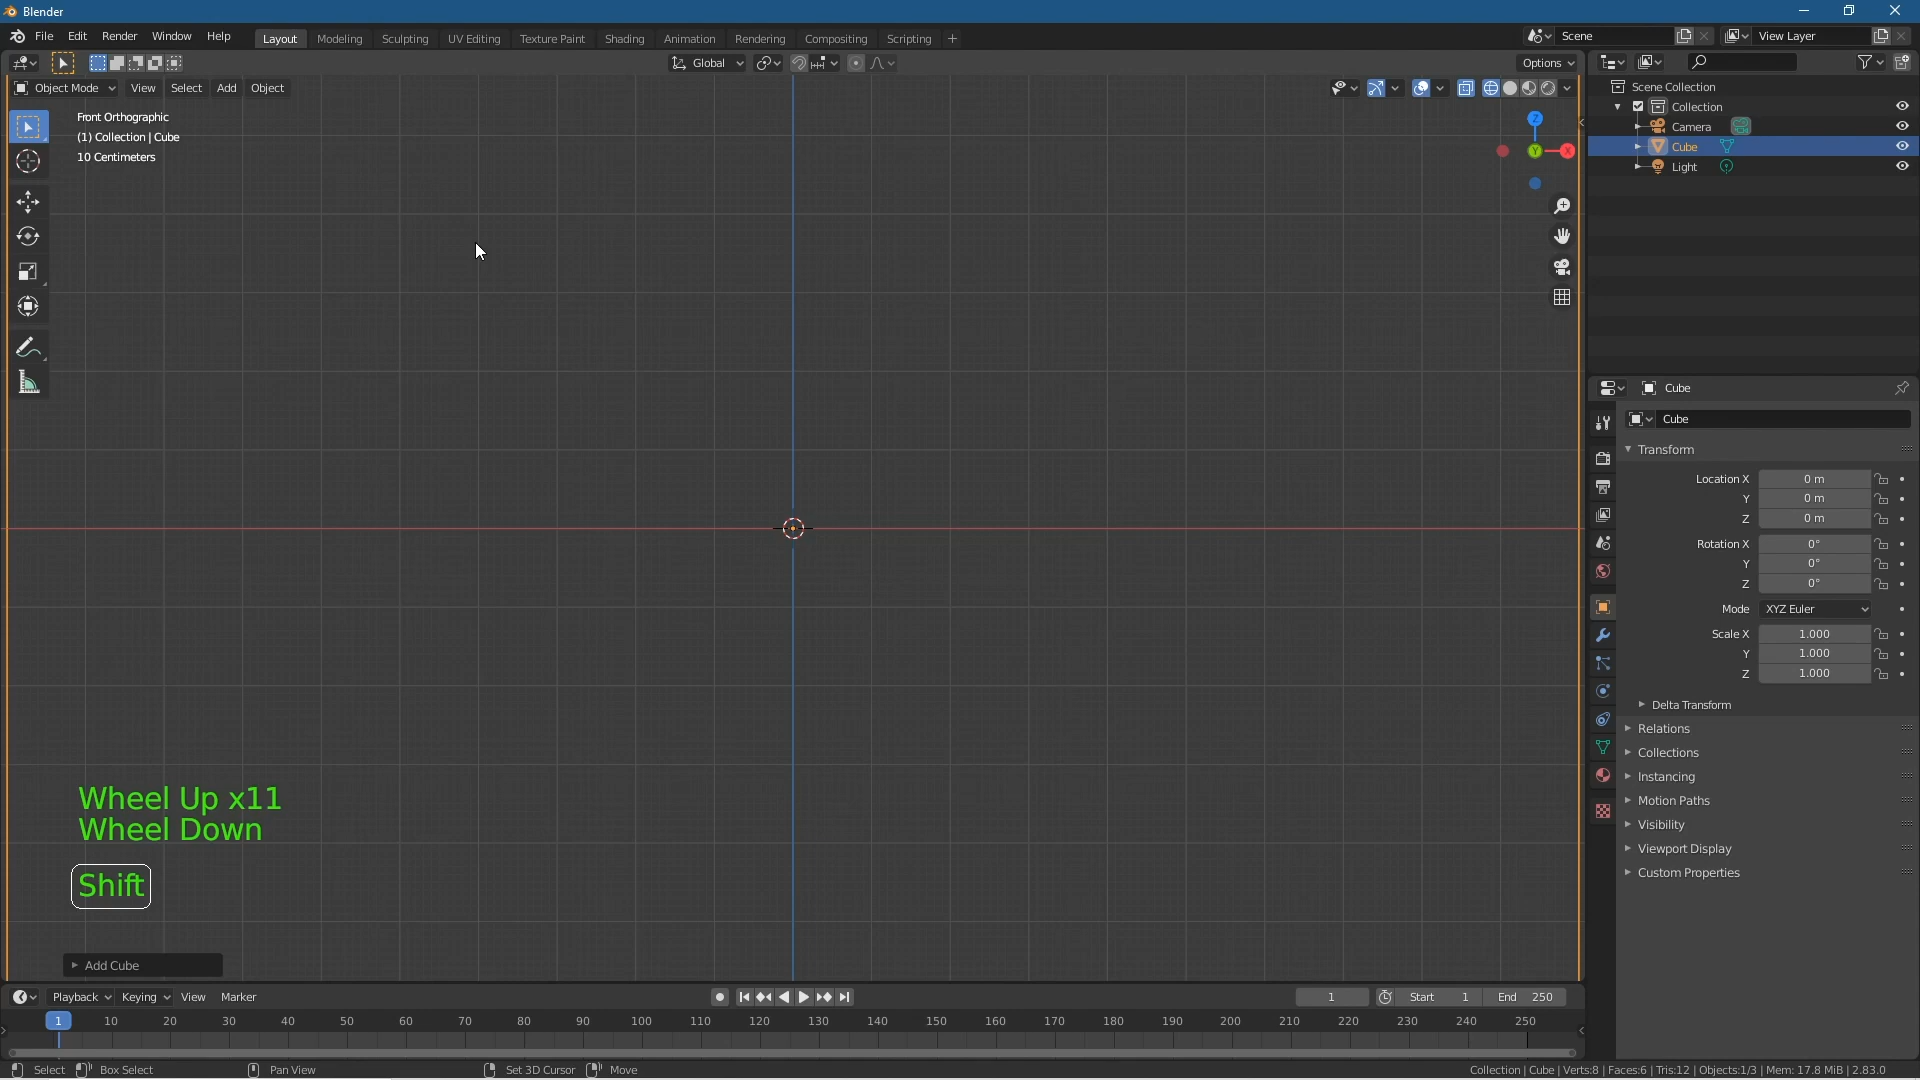 Blender
File Edit Render Window Help Layout Modeling Sculpting UV Editing Texture Paint Shading Animation Rendering Compositing Scripting + Scene View Layer
Global Options
Object Mode View Select Add Object
Front Orthographic
(1) Collection | Cube
10 Centimeters
Z
Y
X
Scene Collection
Collection
Camera
Cube
Light
Cube
Cube
Transform
Location X 0 m
Y 0 m
Z 0 m
Rotation X 0°
Y 0°
Z 0°
Mode XYZ Euler
Scale X 1.000
Y 1.000
Z 1.000
Delta Transform
Relations
Collections
Instancing
Motion Paths
Visibility
Viewport Display
Custom Properties
Wheel Up x11
Wheel Down
Shift
Add Cube
Playback Keying View Marker 1 Start 1 End 250
1 10 20 30 40 50 60 70 80 90 100 110 120 130 140 150 160 170 180 190 200 210 220 230 240 250
Select Box Select Pan View Set 3D Cursor Move Collection | Cube | Verts:8 | Faces:6 | Tris:12 | Objects:1/3 | Mem: 17.8 MiB | 2.83.0